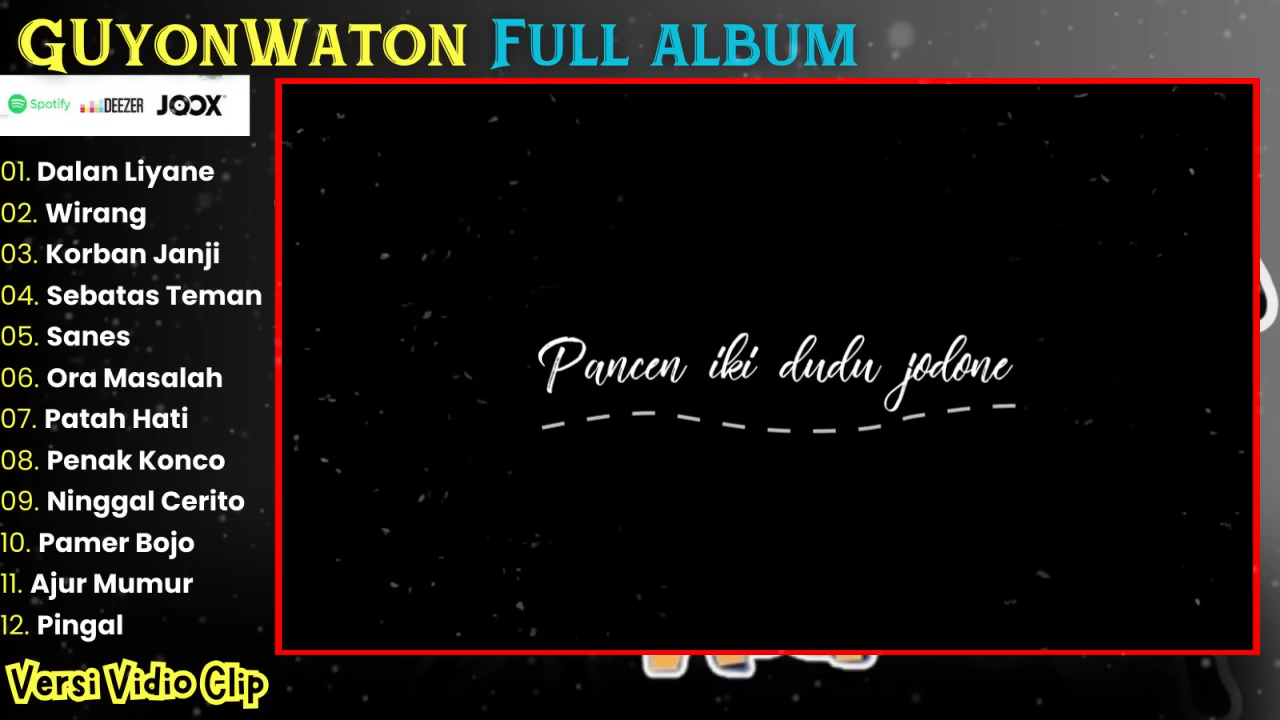 GUYONWATON FULL ALBUM
Spotify DEEZER JOOX
01. Dalan Liyane
02. Wirang
03. Korban Janji
04. Sebatas Teman
05. Sanes
06. Ora Masalah
07. Patah Hati
08. Penak Konco
09. Ninggal Cerito
10. Pamer Bojo
11. Ajur Mumur
12. Pingal
Versi Vidio Clip
Pancen iki dudu jodone